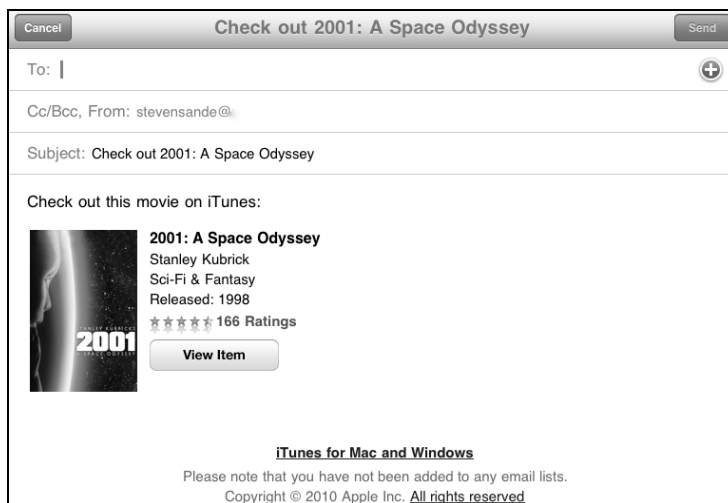 Cancel Check out 2001: A Space Odyssey Send
To:
Cc/Bcc, From: stevensande@
Subject: Check out 2001: A Space Odyssey
Check out this movie on iTunes:
2001: A Space Odyssey
Stanley Kubrick
Sci-Fi & Fantasy
Released: 1998
166 Ratings
View Item
STANLEY KUBRICK'S
2001
A SPACE ODYSSEY
iTunes for Mac and Windows
Please note that you have not been added to any email lists.
Copyright © 2010 Apple Inc. All rights reserved